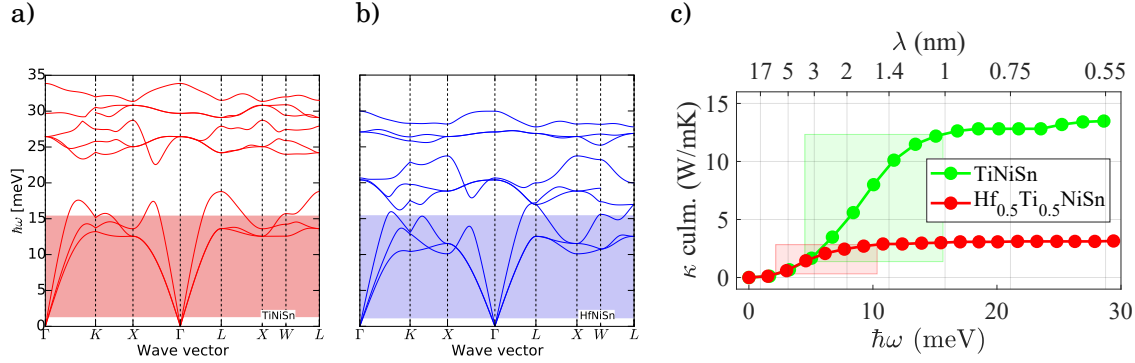 a)
b)
c)
35
30
25
20
15
10
5
0
ħω [meV]
Γ K X Γ L X W L
Wave vector
TiNiSn
Γ K X Γ L X W L
Wave vector
HfNiSn
λ (nm)
17 5 3 2 1.4 1 0.75 0.55
15
10
5
0
κ culm. (W/mK)
TiNiSn
Hf0.5Ti0.5NiSn
0 10 20 30
ħω (meV)